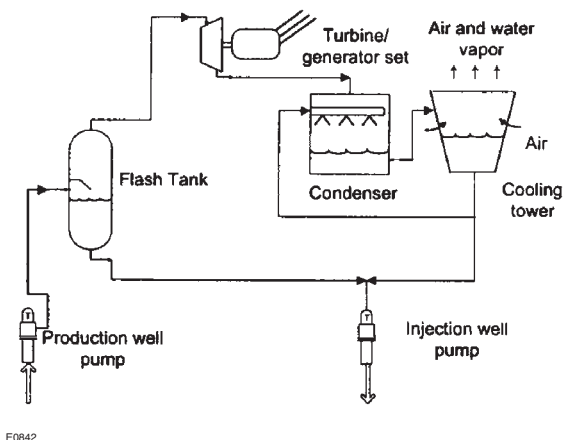 Turbine/
generator set
Air and water
vapor
Flash Tank
Condenser
Air
Cooling
tower
Production well
pump
Injection well
pump
T
T
E0842